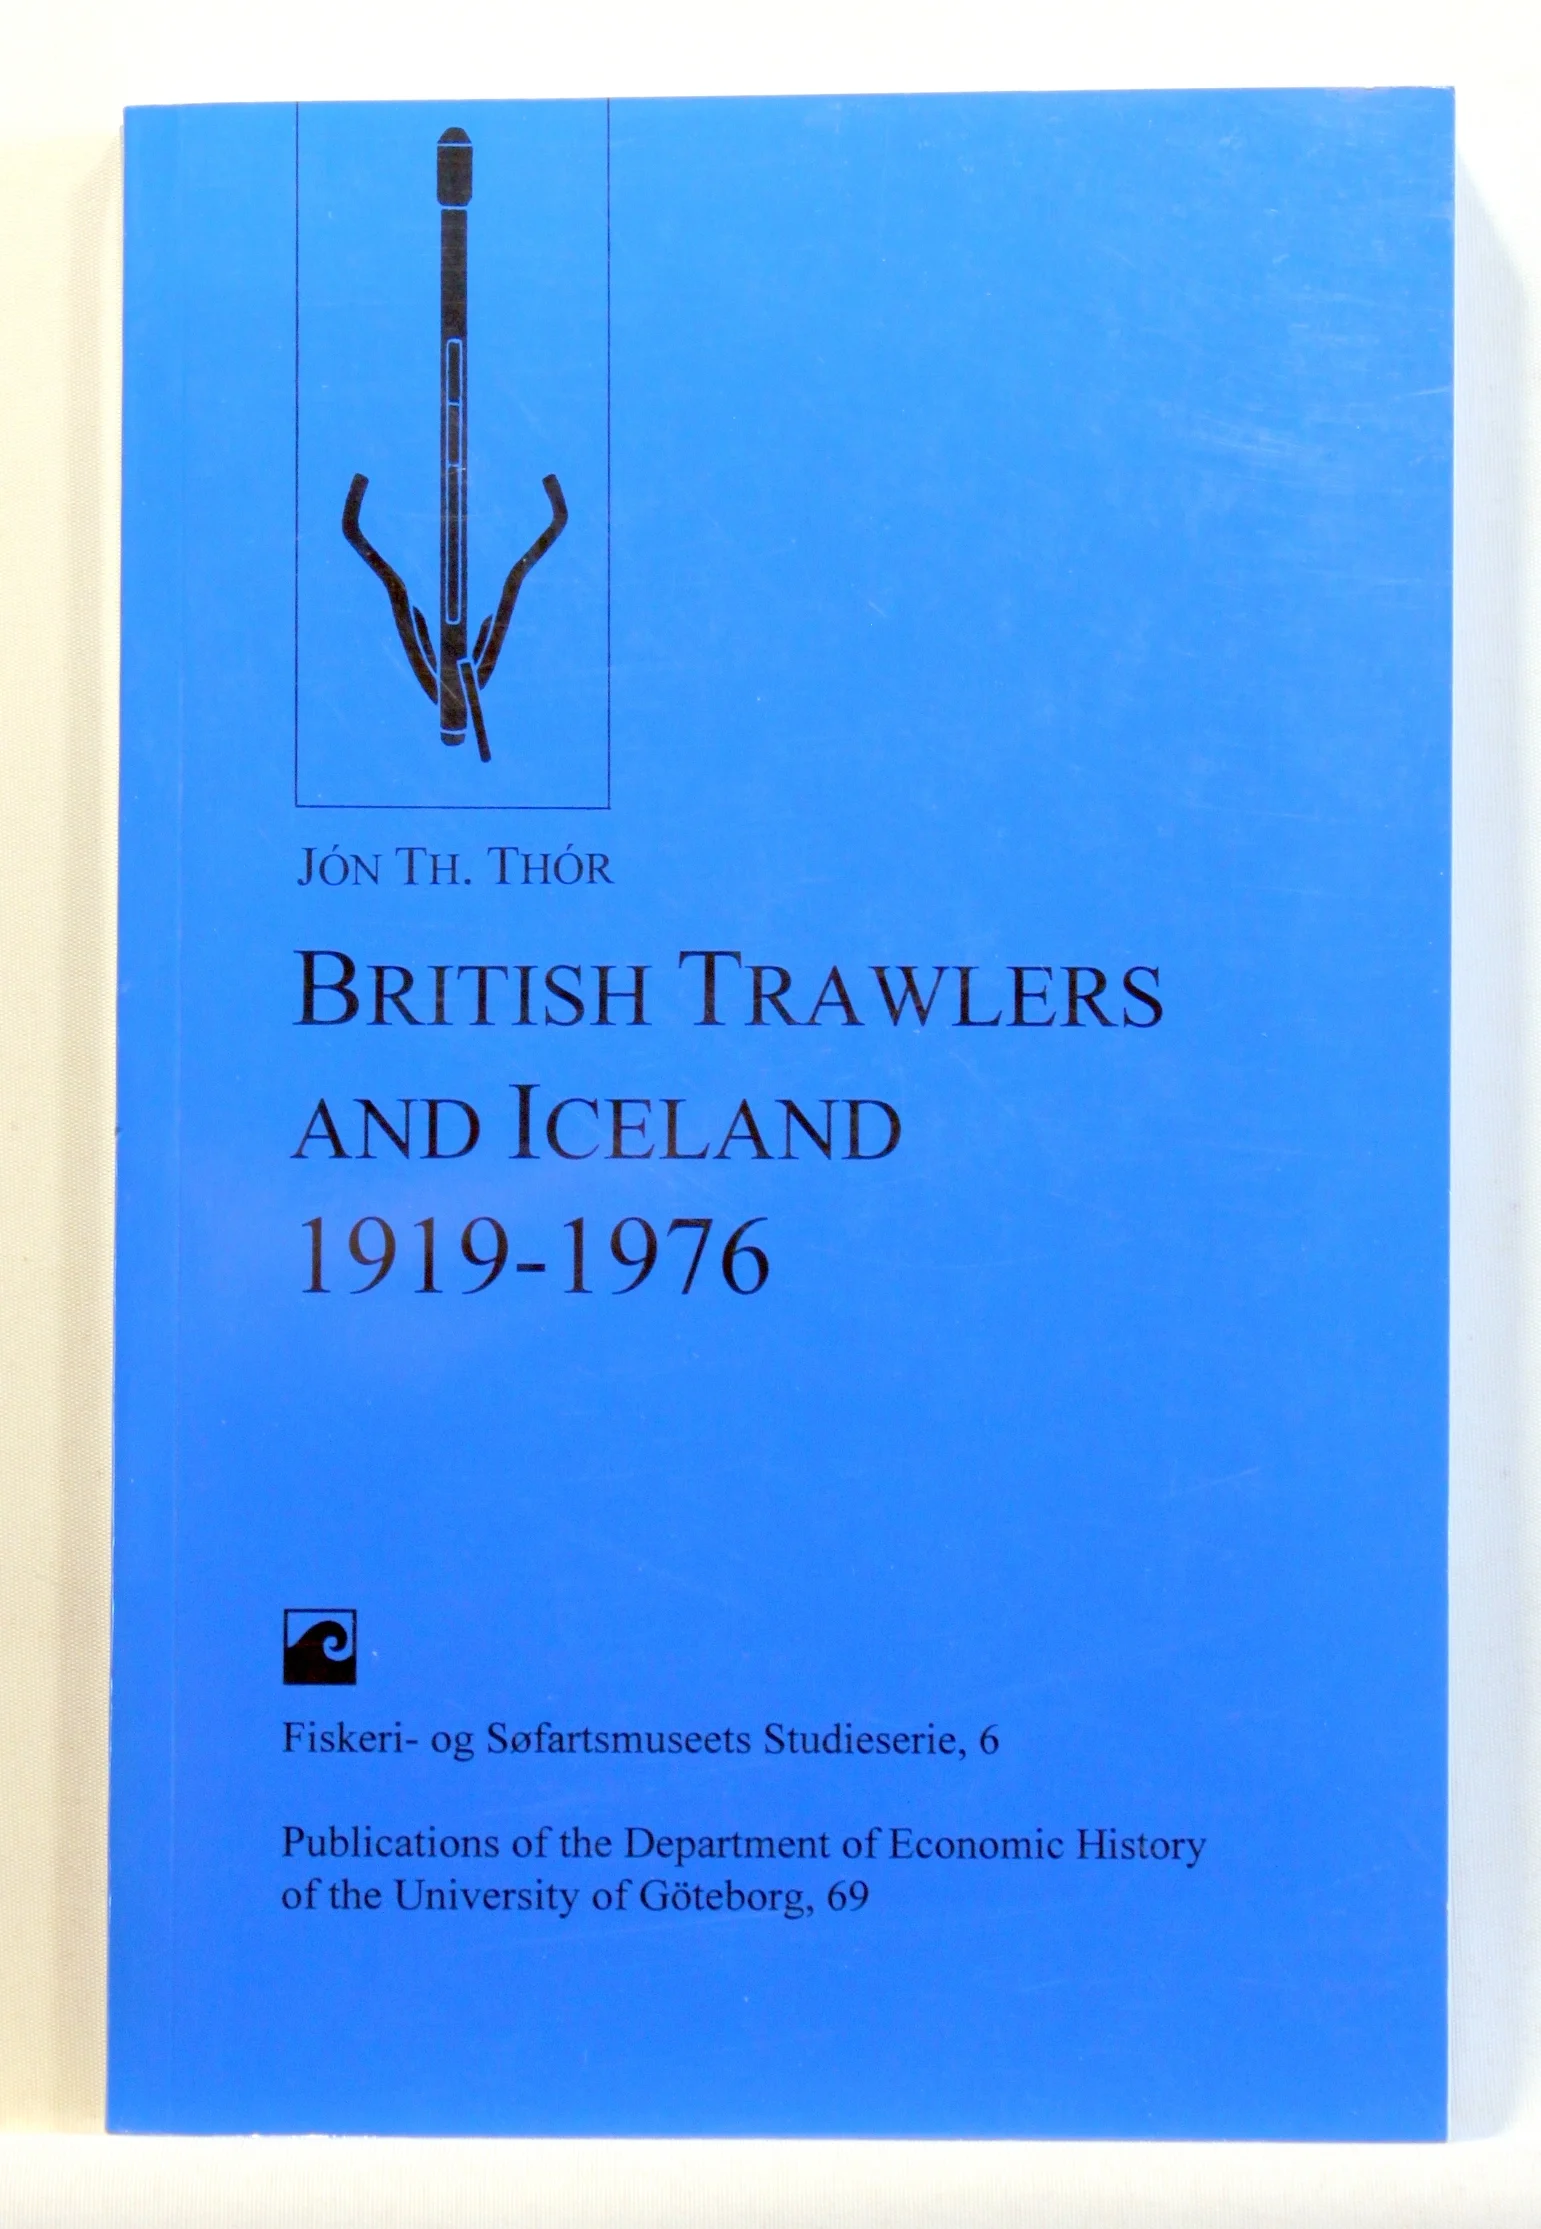 JÓN TH. THÓR
BRITISH TRAWLERS
AND ICELAND
1919-1976
Fiskeri- og Søfartsmuseets Studieserie, 6
Publications of the Department of Economic History
of the University of Göteborg, 69